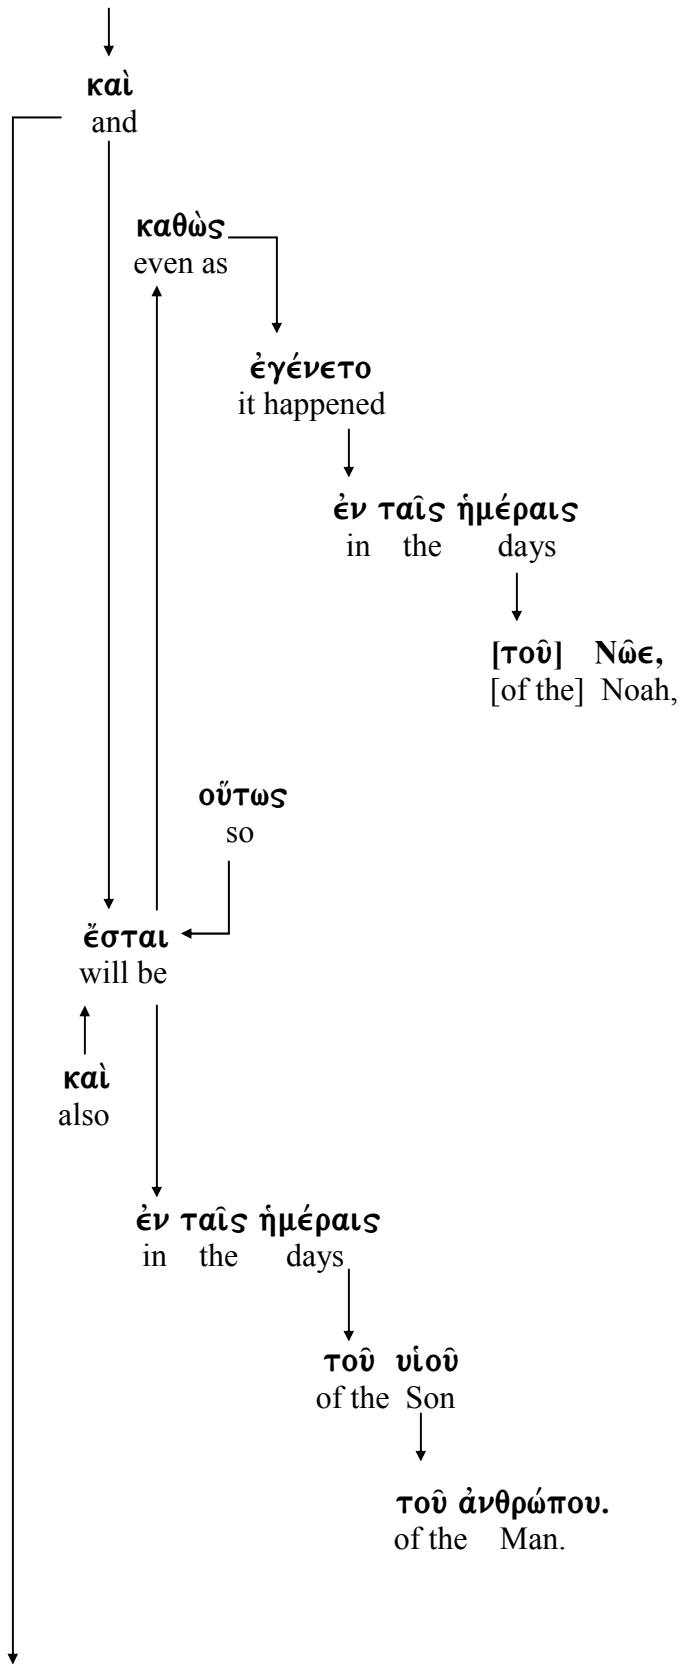 καὶ
and
καθὼς
even as
ἐγένετο
it happened
ἐν ταῖς ἡμέραις
in the days
[τοῦ] Νῶε,
[of the] Noah,
οὕτως
so
ἔσται
will be
καὶ
also
ἐν ταῖς ἡμέραις
in the days
τοῦ υἱοῦ
of the Son
τοῦ ἀνθρώπου.
of the Man.